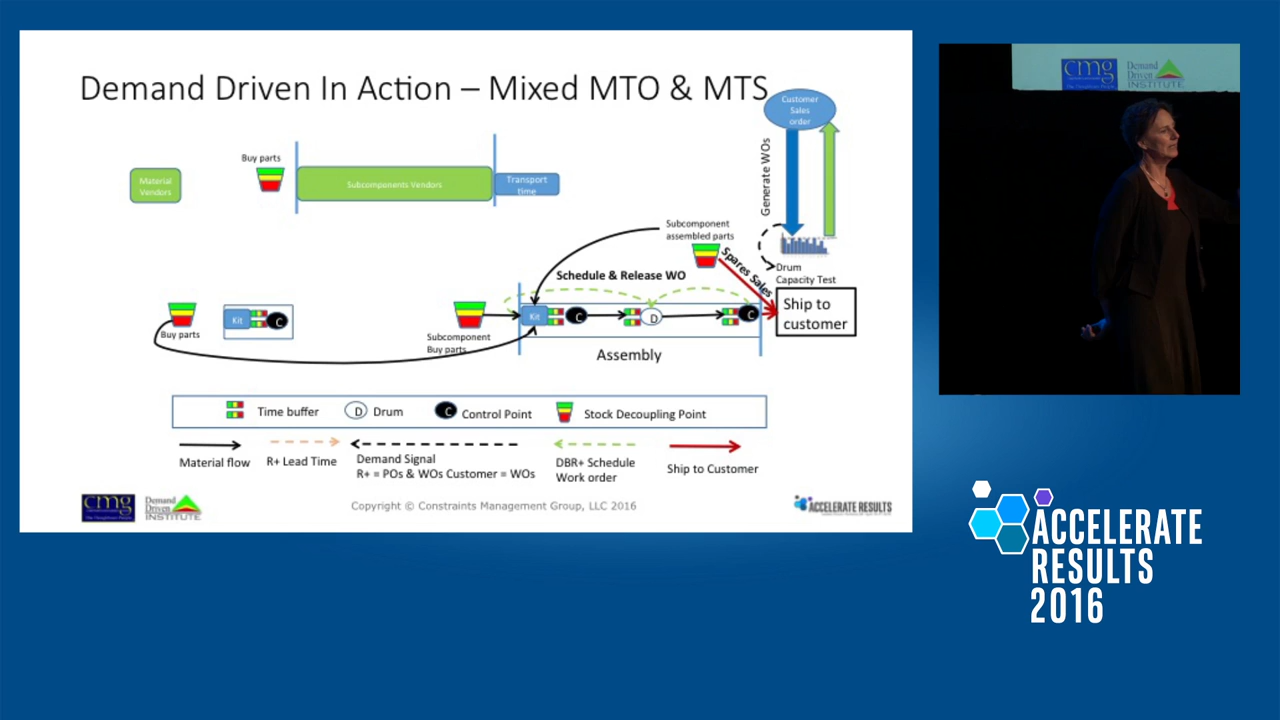 Demand Driven In Action – Mixed MTO & MTS
Customer
Sales
order
Generate WOs
Buy parts
Material
Vendors
Subcomponents Vendors
Transport
time
Subcomponent
assembled parts
Spares Sales
Drum
Capacity Test
Schedule & Release WO
Ship to
customer
Buy parts
Kit
C
Subcomponent
Buy parts
Kit
C
D
C
Assembly
Time buffer
D
Drum
C
Control Point
Stock Decoupling Point
Material flow
R+ Lead Time
Demand Signal
R+ = POs & WOs Customer = WOs
DBR+ Schedule
Work order
Ship to Customer
cmg
Demand
Driven
INSTITUTE
Copyright © Constraints Management Group, LLC 2016
ACCELERATE RESULTS
cmg
Demand
Driven
INSTITUTE
ACCELERATE
RESULTS
2016